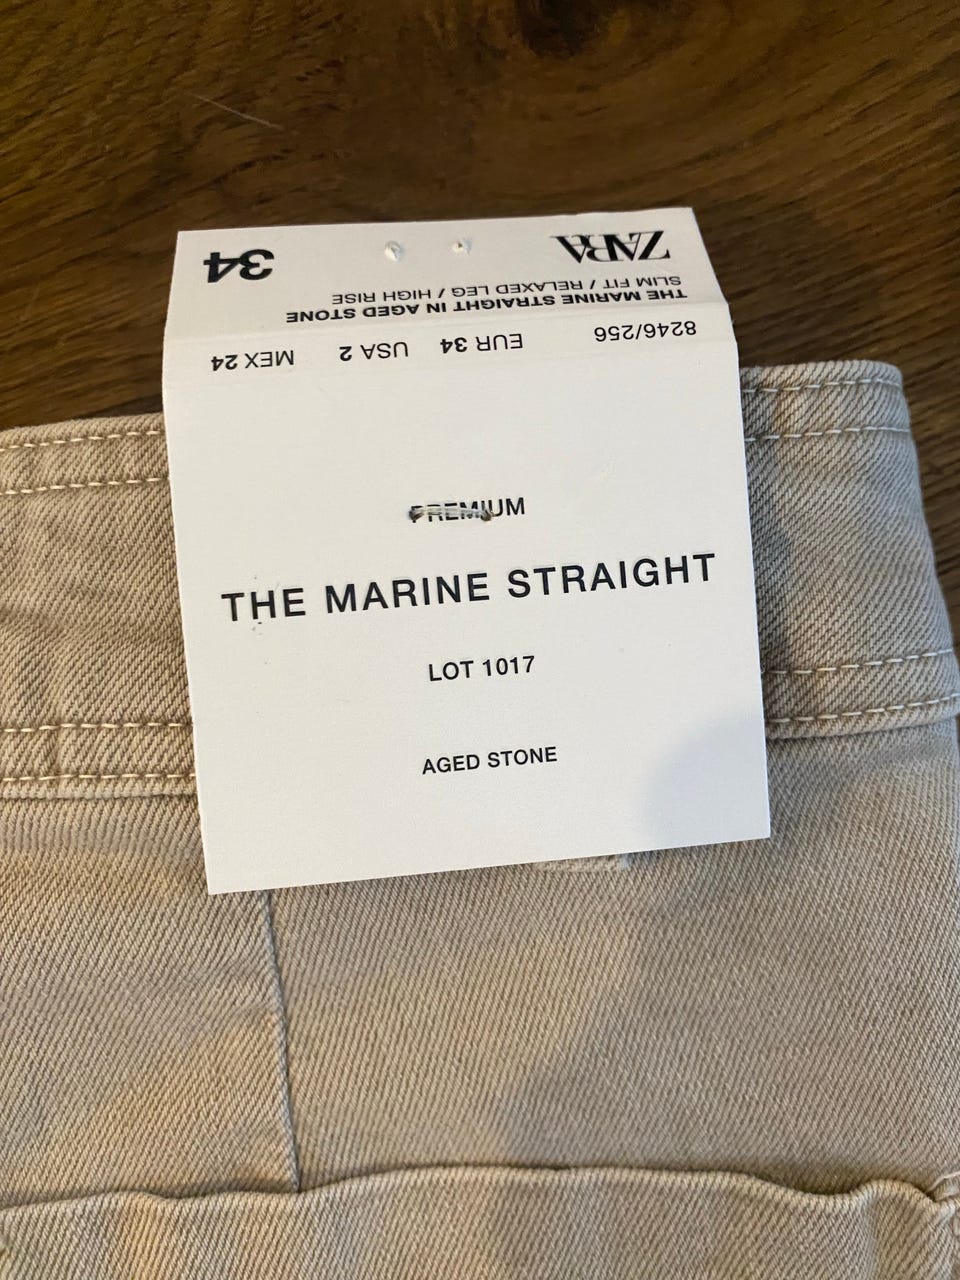 ZARA 34
THE MARINE STRAIGHT IN AGED STONE
SLIM FIT / RELAXED LEG / HIGH RISE
8246/256 EUR 34 USA 2 MEX 24
PREMIUM
THE MARINE STRAIGHT
LOT 1017
AGED STONE